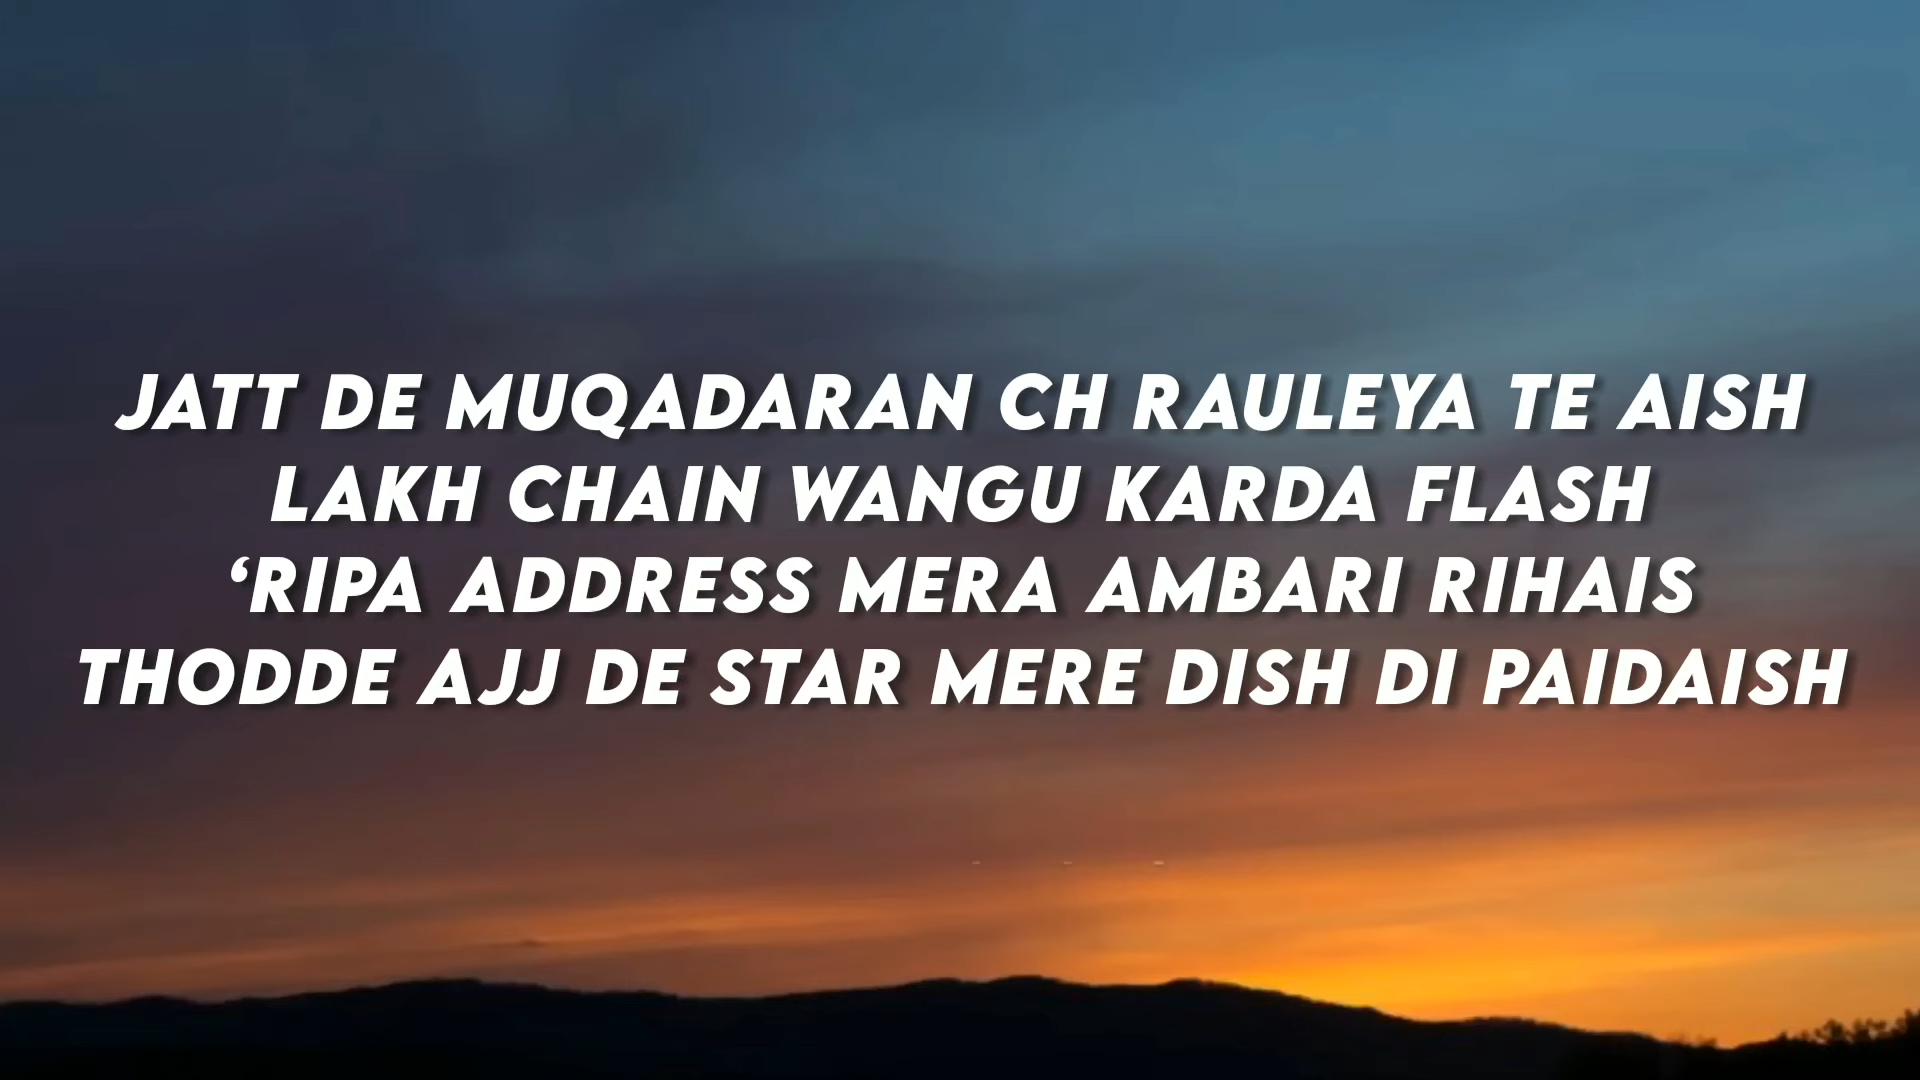 JATT DE MUQADARAN CH RAULEYA TE AISH
LAKH CHAIN WANGU KARDA FLASH
‘RIPA ADDRESS MERA AMBARI RIHAIS
THODDE AJJ DE STAR MERE DISH DI PAIDAISH